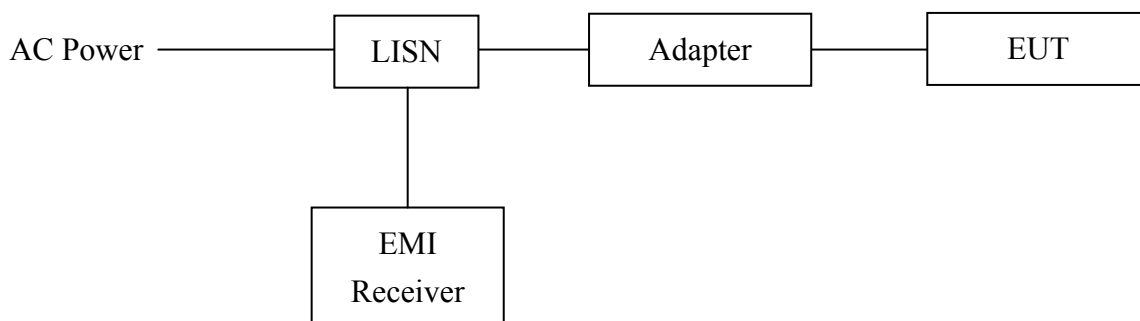 AC Power
LISN
Adapter
EUT
EMI
Receiver